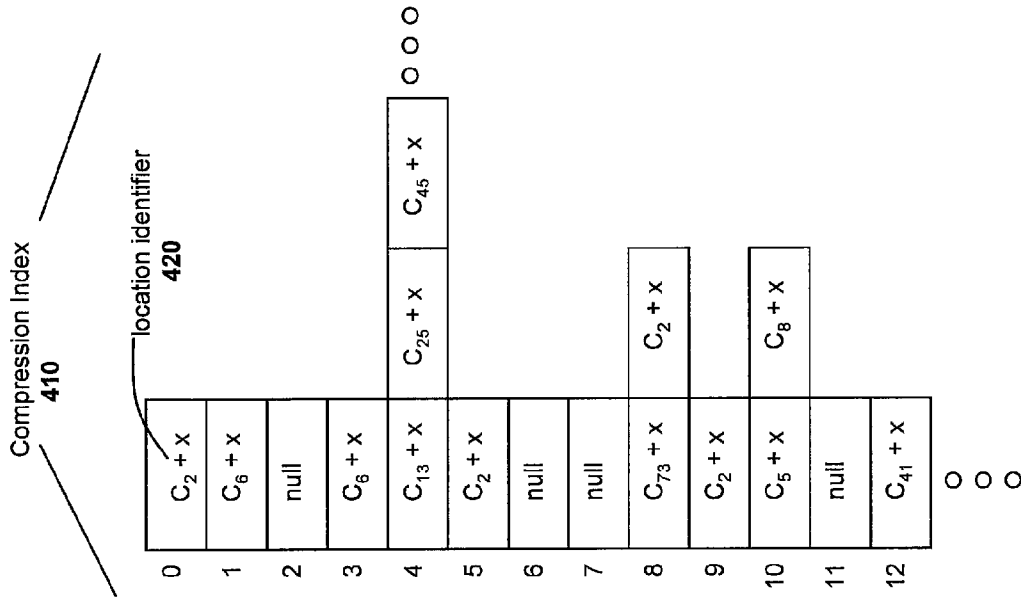 Compression Index
410
location identifier
420
0 C₂ + x
1 C₆ + x
2 null
3 C₆ + x
4 C₁₃ + x C₂₅ + x C₄₅ + x
5 C₂ + x
6 null
7 null
8 C₇₃ + x C₂ + x
9 C₂ + x
10 C₅ + x C₈ + x
11 null
12 C₄₁ + x